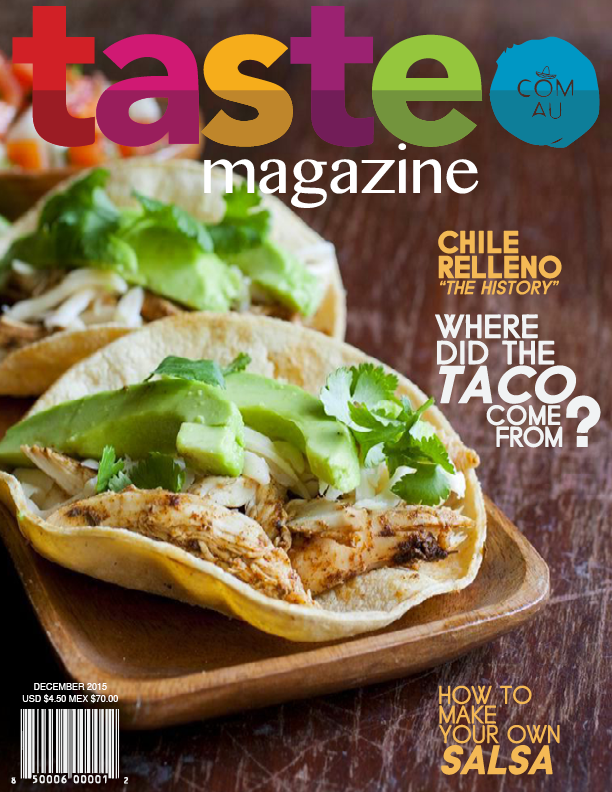 taste
COM
AU
magazine
CHILE
RELLENO
"THE HISTORY"
WHERE
DID THE
TACO
COME
FROM?
DECEMBER 2015
USD $4.50 MEX $70.00
8 50006 00001 2
HOW TO
MAKE
YOUR OWN
SALSA